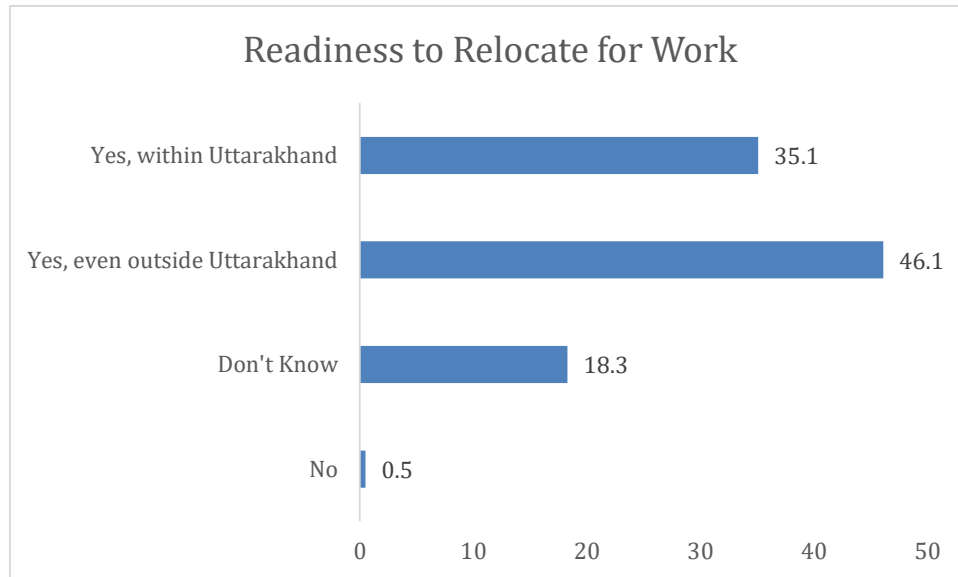 Readiness to Relocate for Work
Yes, within Uttarakhand
35.1
Yes, even outside Uttarakhand
46.1
Don't Know
18.3
No
0.5
0 10 20 30 40 50